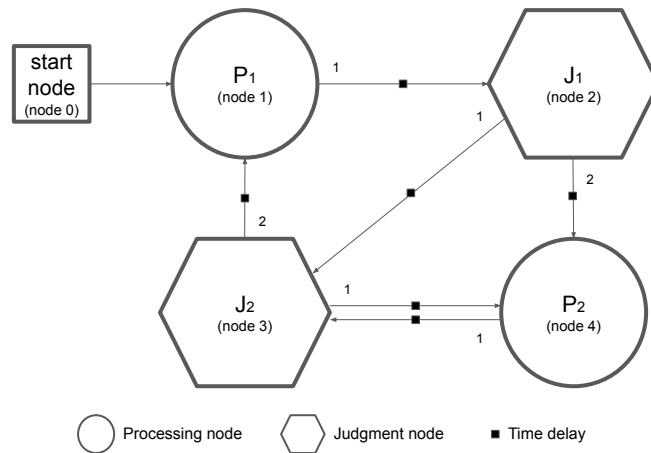 start
node
(node 0)
P1
(node 1)
1
J1
(node 2)
1
2
2
J2
(node 3)
1
P2
(node 4)
1
Processing node
Judgment node
Time delay